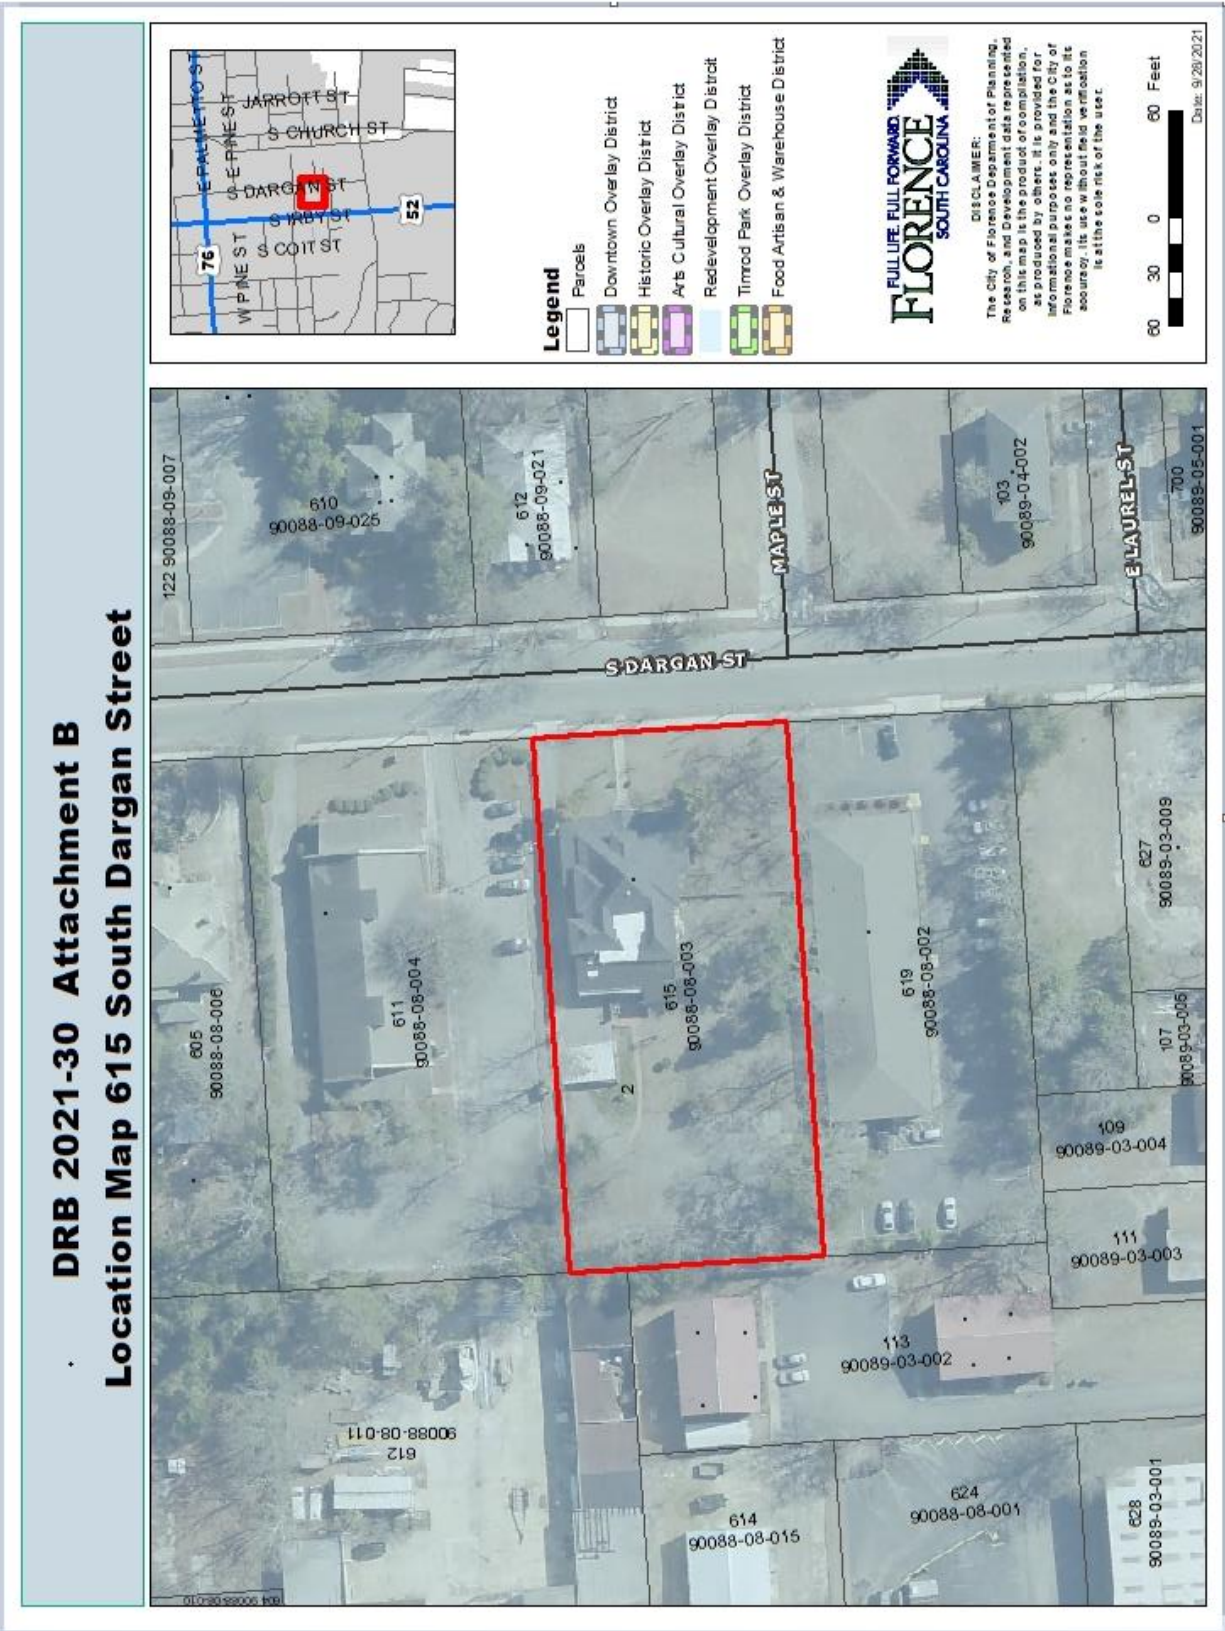 DRB 2021-30 Attachment B
Location Map 615 South Dargan Street
122 90088-09-007
610
90088-09-025
612
90088-09-021
MAPLE ST
103
90089-04-002
E LAUREL ST
700
90089-05-001
S DARGAN ST
605
90088-08-006
611
90088-08-004
615
90088-08-003
2
619
90088-08-002
627
90089-03-009
107
90089-03-005
109
90089-03-004
111
90089-03-003
113
90089-03-002
612
90088-08-011
614
90088-08-015
624
90088-08-001
628
90089-03-001
604 90088-08-010
E PALMETTO ST
S E PINE ST
JARROTT ST
S CHURCH ST
S DARGAN ST
S IRBY ST
S COIT ST
W PINE ST
76
52
Legend
Parcels
Downtown Overlay District
Historic Overlay District
Arts Cultural Overlay District
Redevelopment Overlay Distrcit
Timrod Park Overlay District
Food Artisan & Warehouse District
FULL LIFE. FULL FORWARD.
FLORENCE
SOUTH CAROLINA
DISCLAIMER:
The City of Florence Department of Planning,
Research, and Development data represented
on this map is the product of compilation,
as produced by others. It is provided for
informational purposes only and the City of
Florence makes no representation as to its
accuracy. Its use without field verification
is at the sole risk of the user.
60 30 0 60 Feet
Date: 9/28/2021